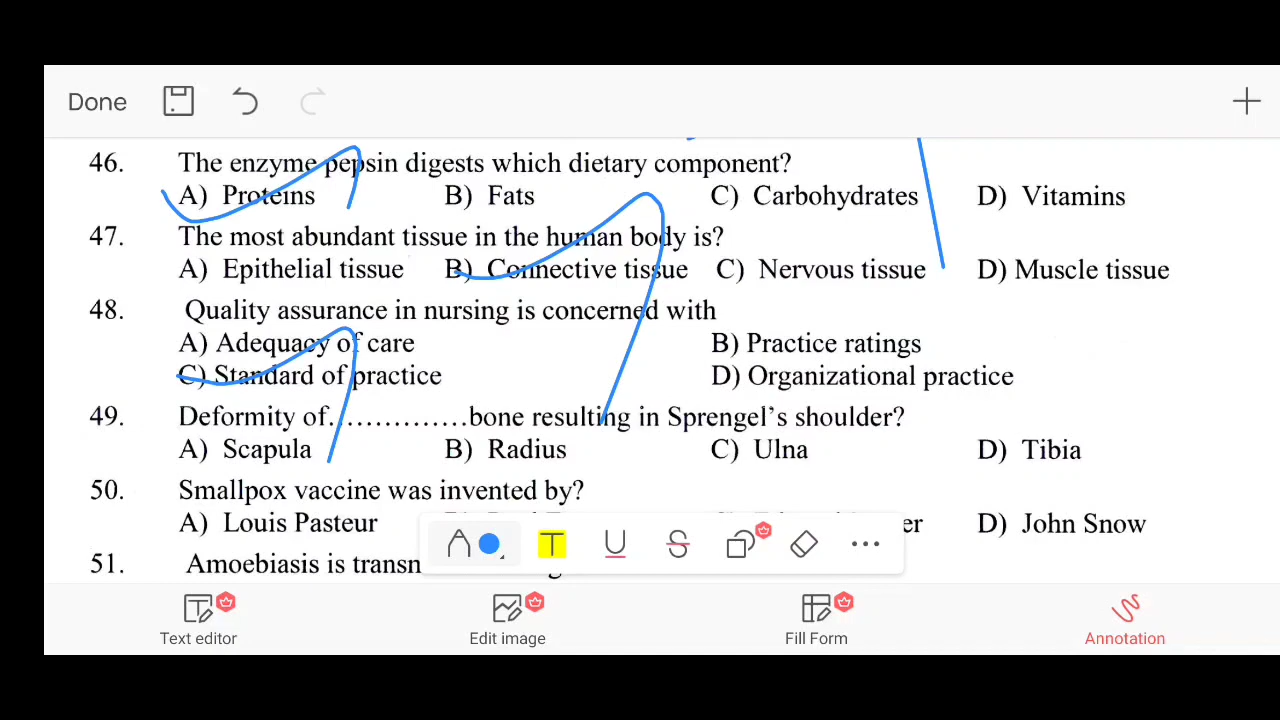 Done
46. The enzyme pepsin digests which dietary component?
A) Proteins B) Fats C) Carbohydrates D) Vitamins
47. The most abundant tissue in the human body is?
A) Epithelial tissue B) Connective tissue C) Nervous tissue D) Muscle tissue
48. Quality assurance in nursing is concerned with
A) Adequacy of care B) Practice ratings
C) Standard of practice D) Organizational practice
49. Deformity of..............bone resulting in Sprengel's shoulder?
A) Scapula B) Radius C) Ulna D) Tibia
50. Smallpox vaccine was invented by?
A) Louis Pasteur D) John Snow
51. Amoebiasis is
Text editor Edit image Fill Form Annotation